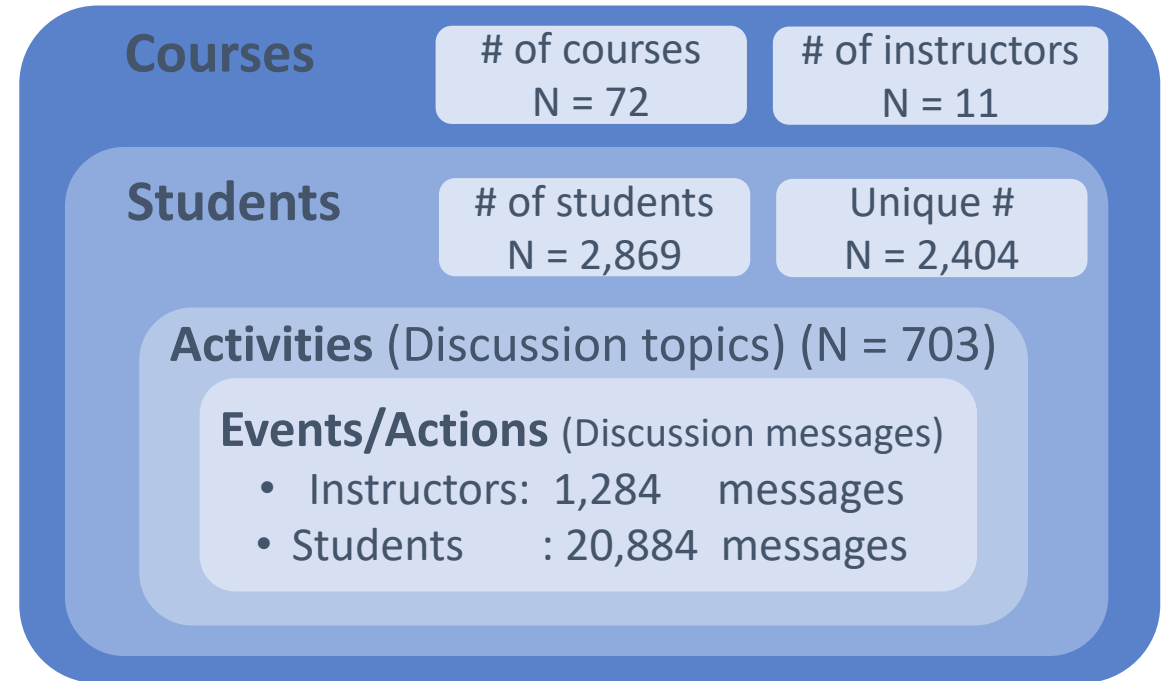 Courses
# of courses
N = 72
# of instructors
N = 11
Students
# of students
N = 2,869
Unique #
N = 2,404
Activities (Discussion topics) (N = 703)
Events/Actions (Discussion messages)
• Instructors: 1,284 messages
• Students : 20,884 messages